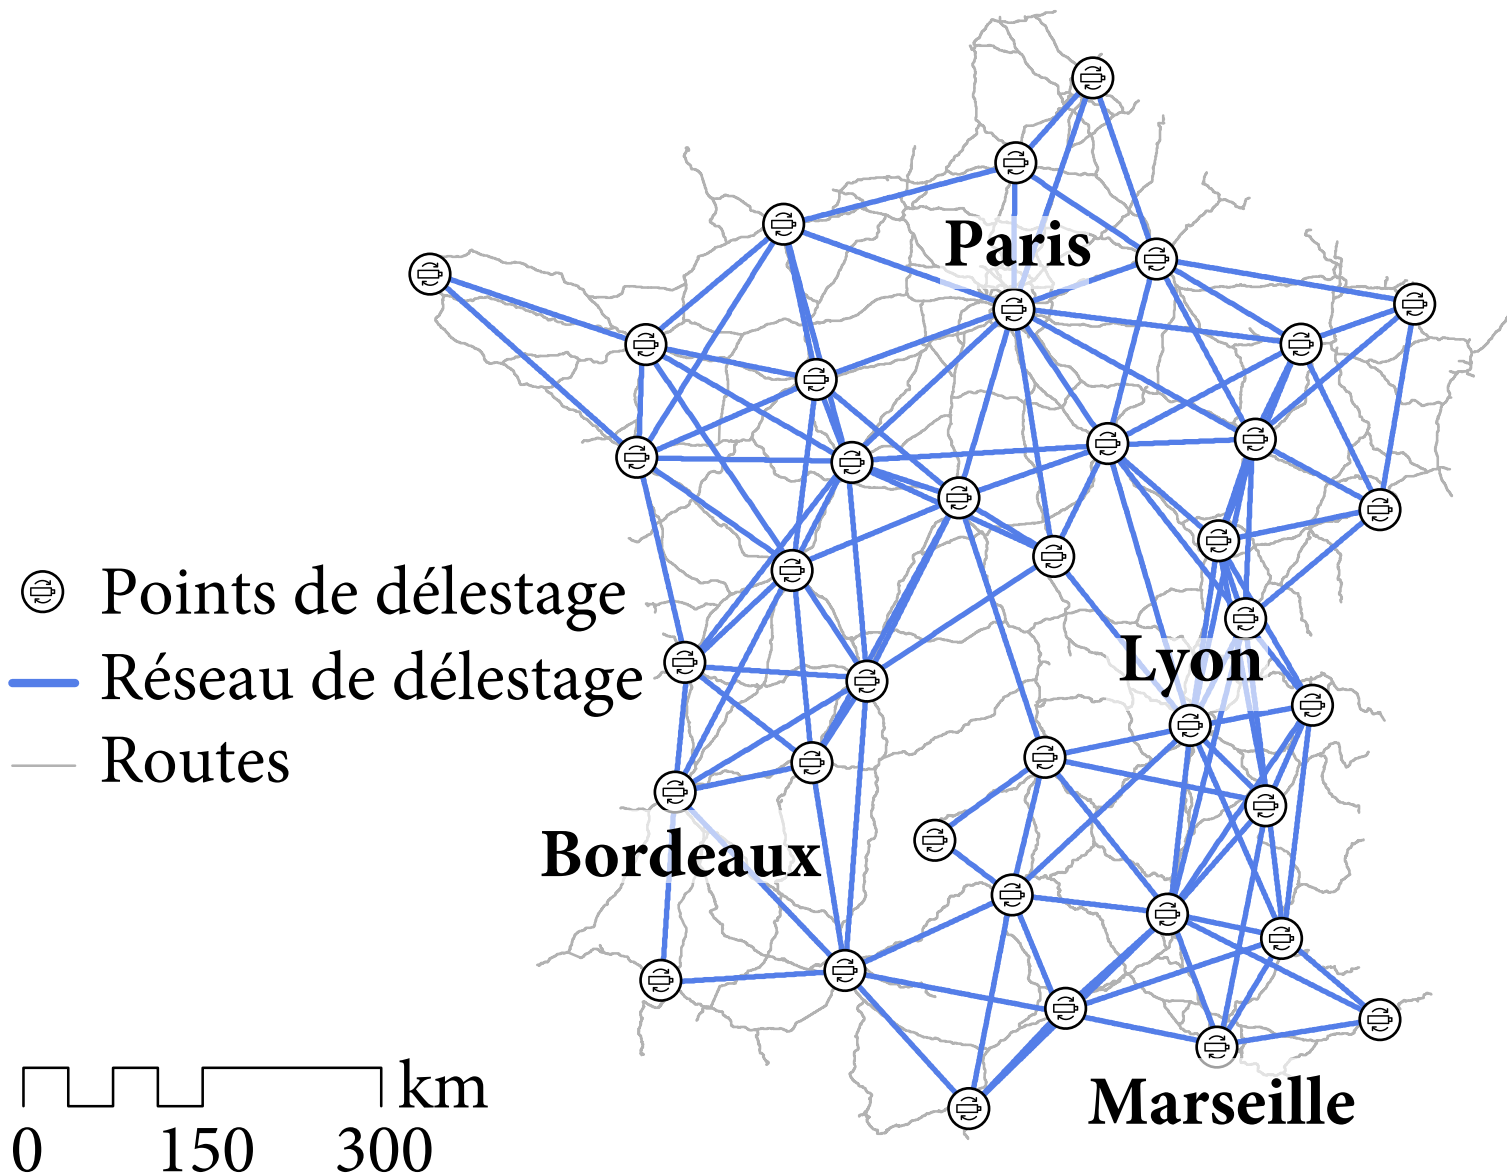 Paris
Points de délestage
Réseau de délestage
Lyon
Routes
Bordeaux
km
0 150 300
Marseille